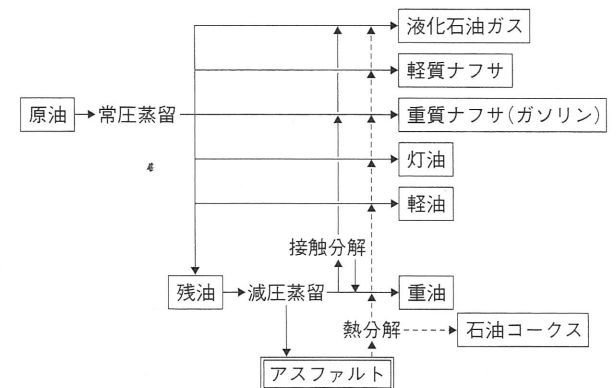 液化石油ガス
軽質ナフサ
原油
常圧蒸留
重質ナフサ(ガソリン)
灯油
軽油
接触分解
残油
減圧蒸留
重油
熱分解
石油コークス
アスファルト